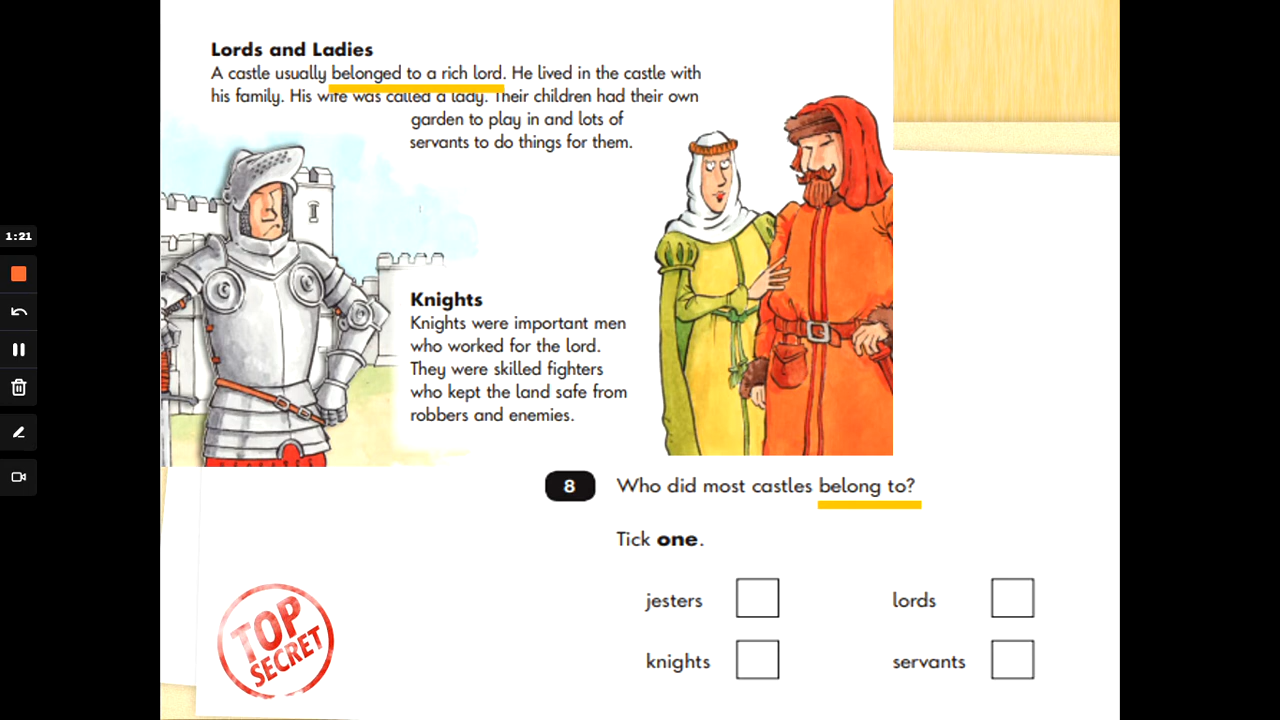 Lords and Ladies
A castle usually belonged to a rich lord. He lived in the castle with
his family. His wife was called a lady. Their children had their own
garden to play in and lots of
servants to do things for them.
1:21
Knights
Knights were important men
who worked for the lord.
They were skilled fighters
who kept the land safe from
robbers and enemies.
8 Who did most castles belong to?
Tick one.
jesters lords
knights servants
TOP
SECRET